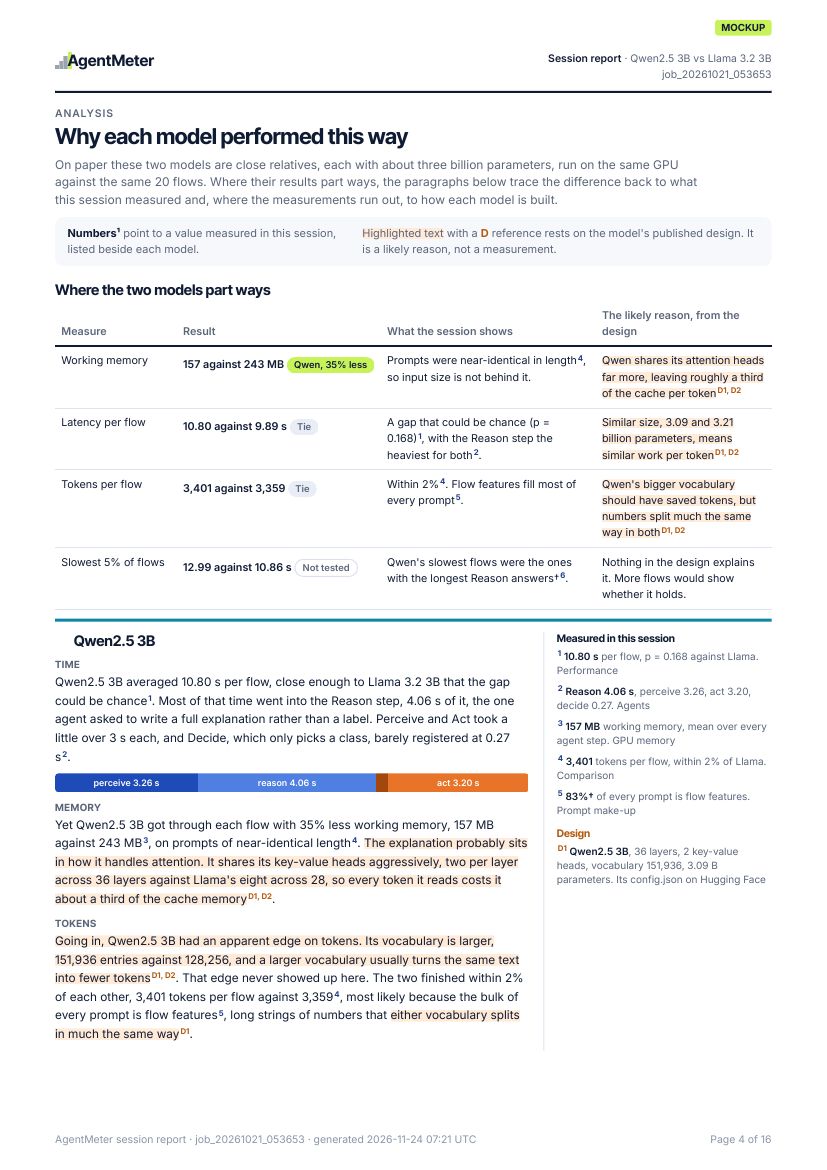 MOCKUP
AgentMeter
Session report · Qwen2.5 3B vs Llama 3.2 3B
job_20261021_053653
ANALYSIS
Why each model performed this way
On paper these two models are close relatives, each with about three billion parameters, run on the same GPU
against the same 20 flows. Where their results part ways, the paragraphs below trace the difference back to what
this session measured and, where the measurements run out, to how each model is built.
Numbers¹ point to a value measured in this session,
listed beside each model.
Highlighted text with a D reference rests on the model's published design. It
is a likely reason, not a measurement.
Where the two models part ways
Measure
Result
What the session shows
The likely reason, from the
design
Working memory
157 against 243 MB Qwen, 35% less
Prompts were near-identical in length⁴,
so input size is not behind it.
Qwen shares its attention heads
far more, leaving roughly a third
of the cache per token D1, D2
Latency per flow
10.80 against 9.89 s Tie
A gap that could be chance (p =
0.168)¹, with the Reason step the
heaviest for both².
Similar size, 3.09 and 3.21
billion parameters, means
similar work per token D1, D2
Tokens per flow
3,401 against 3,359 Tie
Within 2%⁴. Flow features fill most of
every prompt⁵.
Qwen's bigger vocabulary
should have saved tokens, but
numbers split much the same
way in both D1, D2
Slowest 5% of flows
12.99 against 10.86 s Not tested
Qwen's slowest flows were the ones
with the longest Reason answers†⁶.
Nothing in the design explains
it. More flows would show
whether it holds.
Qwen2.5 3B
TIME
Qwen2.5 3B averaged 10.80 s per flow, close enough to Llama 3.2 3B that the gap
could be chance¹. Most of that time went into the Reason step, 4.06 s of it, the one
agent asked to write a full explanation rather than a label. Perceive and Act took a
little over 3 s each, and Decide, which only picks a class, barely registered at 0.27
s².
perceive 3.26 s
reason 4.06 s
act 3.20 s
MEMORY
Yet Qwen2.5 3B got through each flow with 35% less working memory, 157 MB
against 243 MB³, on prompts of near-identical length⁴. The explanation probably sits
in how it handles attention. It shares its key-value heads aggressively, two per layer
across 36 layers against Llama's eight across 28, so every token it reads costs it
about a third of the cache memory D1, D2.
TOKENS
Going in, Qwen2.5 3B had an apparent edge on tokens. Its vocabulary is larger,
151,936 entries against 128,256, and a larger vocabulary usually turns the same text
into fewer tokens D1, D2. That edge never showed up here. The two finished within 2%
of each other, 3,401 tokens per flow against 3,359⁴, most likely because the bulk of
every prompt is flow features⁵, long strings of numbers that either vocabulary splits
in much the same way D1.
Measured in this session
¹ 10.80 s per flow, p = 0.168 against Llama.
Performance
² Reason 4.06 s, perceive 3.26, act 3.20,
decide 0.27. Agents
³ 157 MB working memory, mean over every
agent step. GPU memory
⁴ 3,401 tokens per flow, within 2% of Llama.
Comparison
⁵ 83%† of every prompt is flow features.
Prompt make-up
Design
D1 Qwen2.5 3B, 36 layers, 2 key-value
heads, vocabulary 151,936, 3.09 B
parameters. Its config.json on Hugging Face
AgentMeter session report · job_20261021_053653 · generated 2026-11-24 07:21 UTC
Page 4 of 16